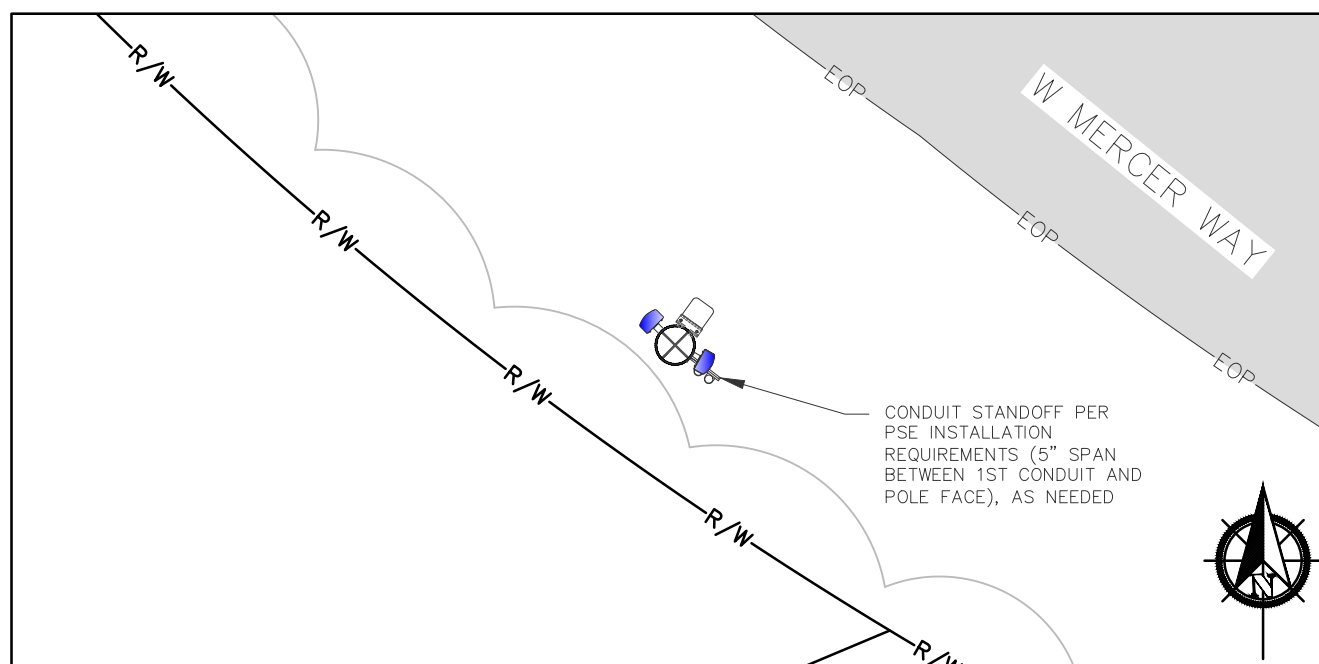 R/W
EOP
W MERCER WAY
R/W
EOP
R/W
EOP
CONDUIT STANDOFF PER
PSE INSTALLATION
REQUIREMENTS (5" SPAN
BETWEEN 1ST CONDUIT AND
POLE FACE), AS NEEDED
R/W
N
R/W